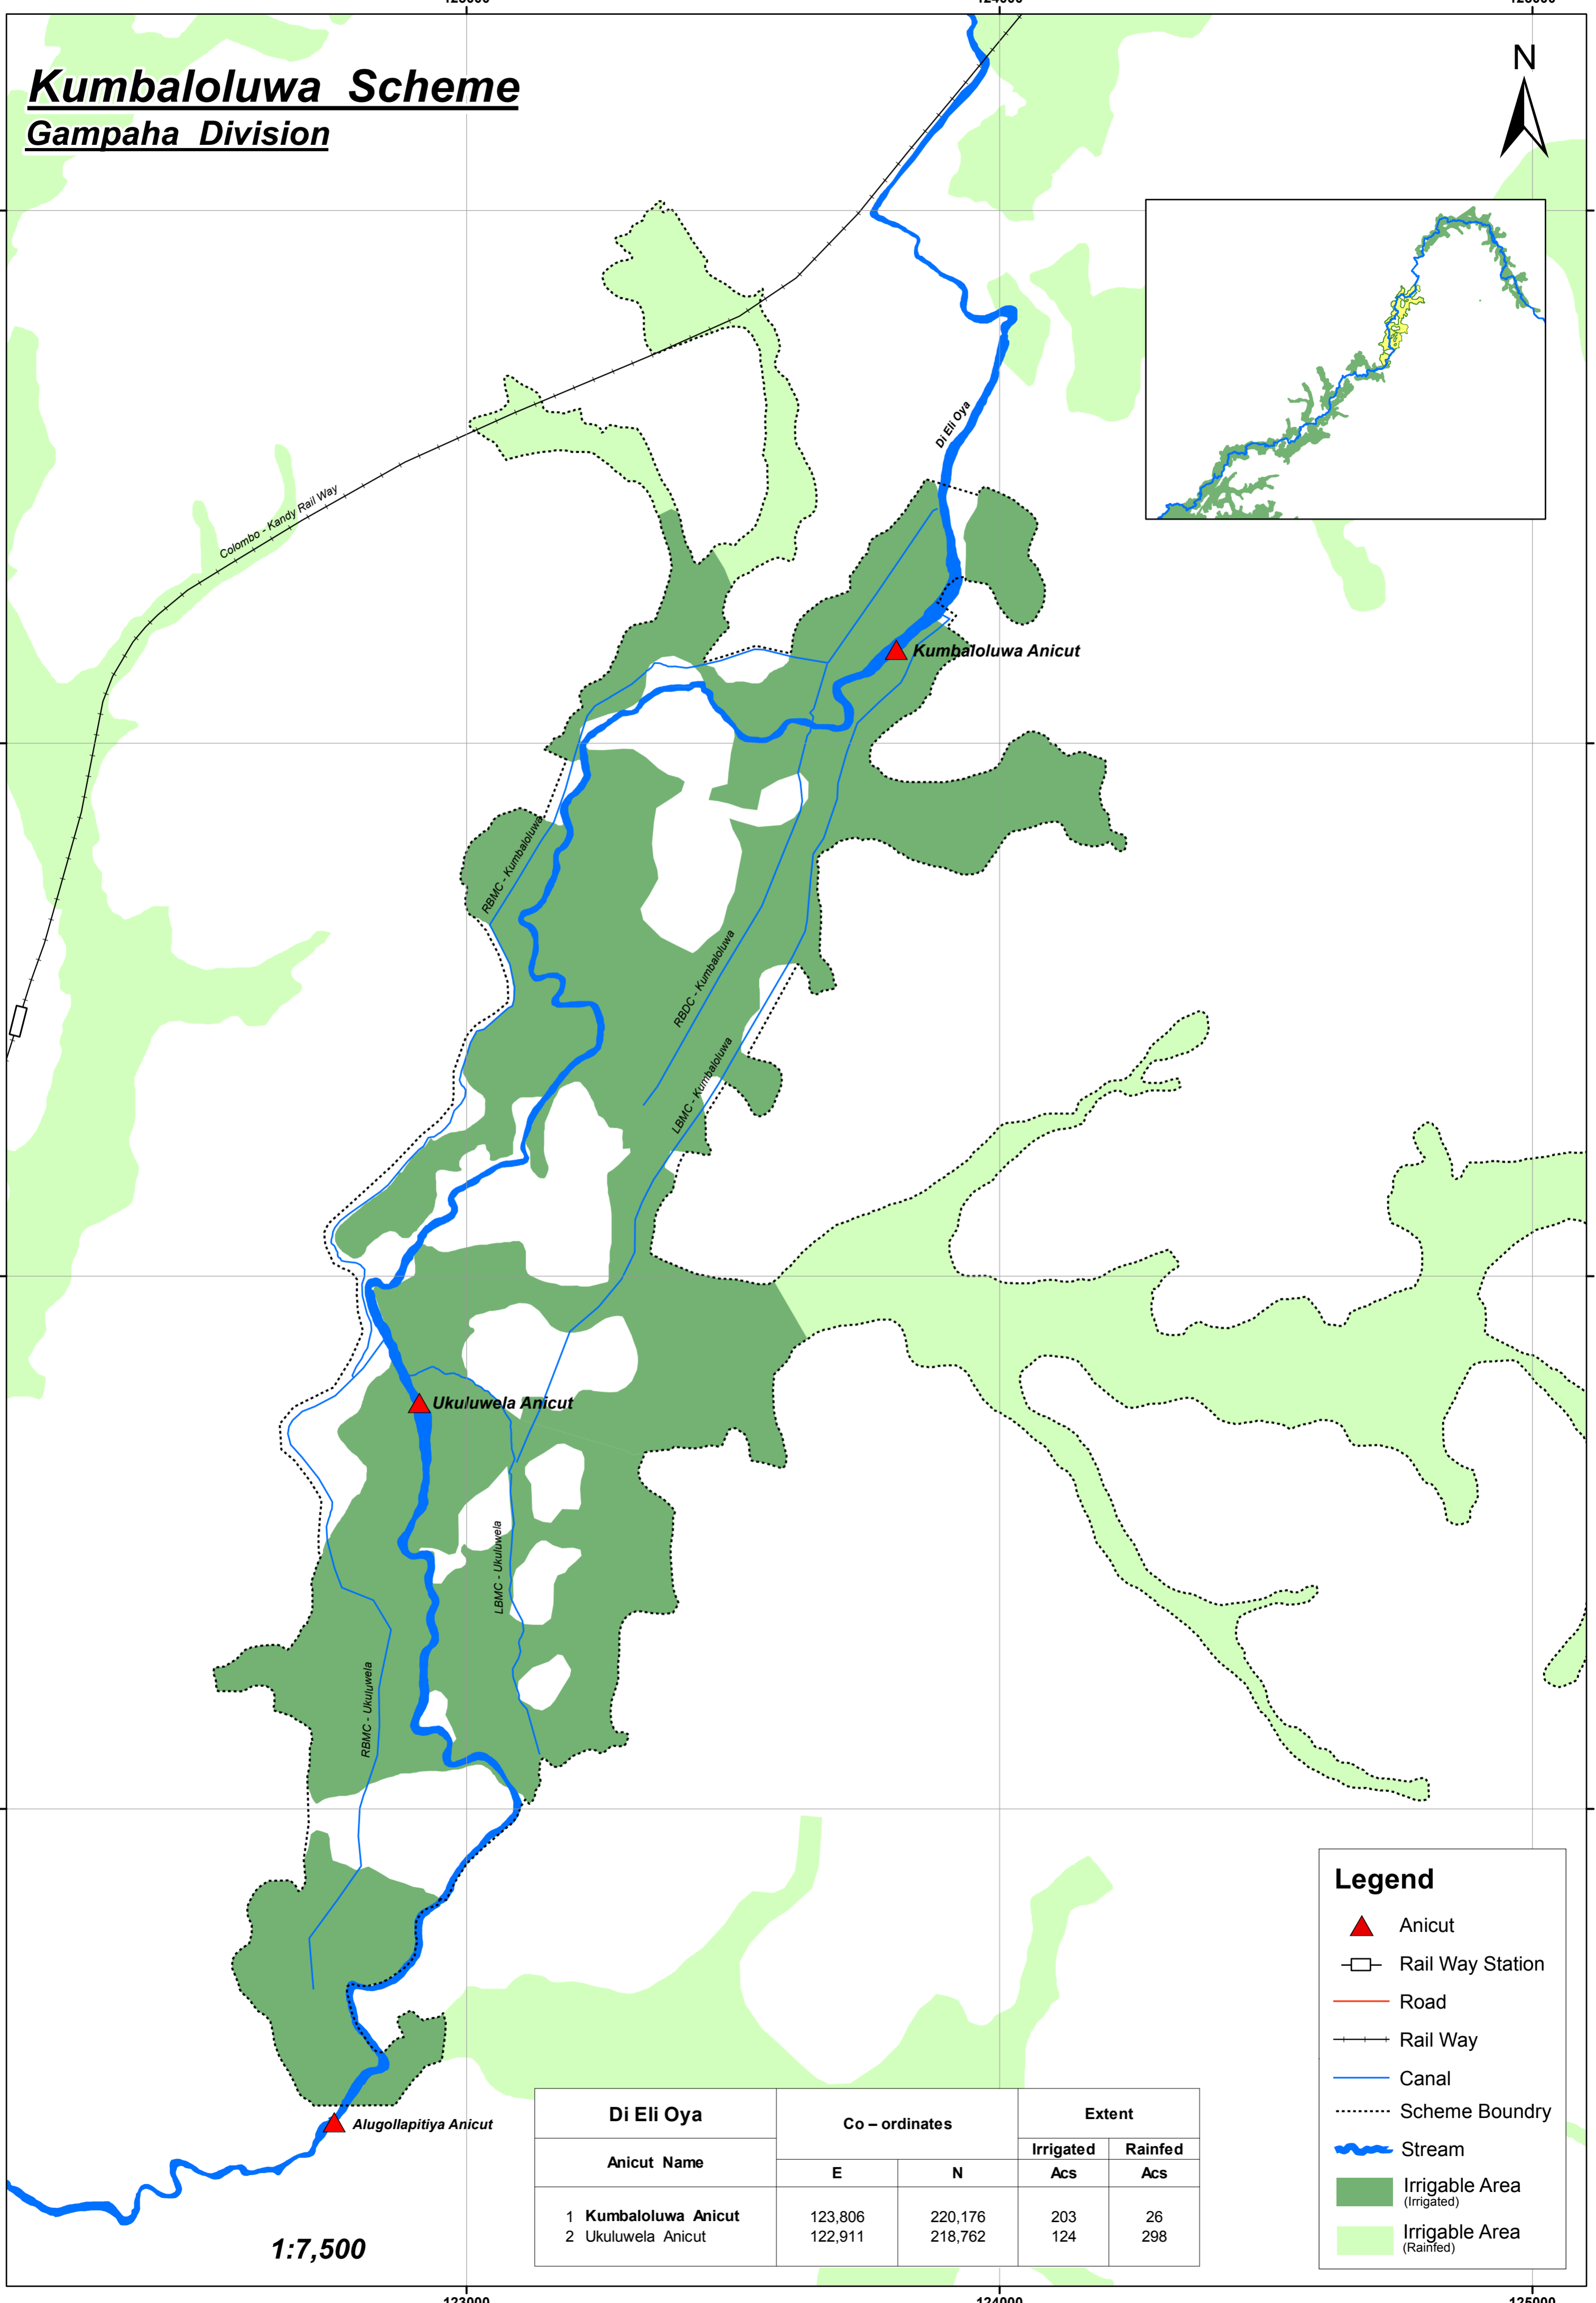 Kumbaloluwa Scheme
Gampaha Division
N
Colombo - Kandy Rail Way
Di Eli Oya
Kumbaloluwa Anicut
RBMC - Kumbaloluwa
RBDC - Kumbaloluwa
LBMC - Kumbaloluwa
Ukuluwela Anicut
LBMC - Ukuluwela
RBMC - Ukuluwela
Alugollapitiya Anicut
1:7,500
Di Eli Oya Co – ordinates Extent
Anicut Name Irrigated Rainfed
E N Acs Acs
1 Kumbaloluwa Anicut 123,806 220,176 203 26
2 Ukuluwela Anicut 122,911 218,762 124 298
Legend
Anicut
Rail Way Station
Road
Rail Way
Canal
Scheme Boundry
Stream
Irrigable Area
(Irrigated)
Irrigable Area
(Rainfed)